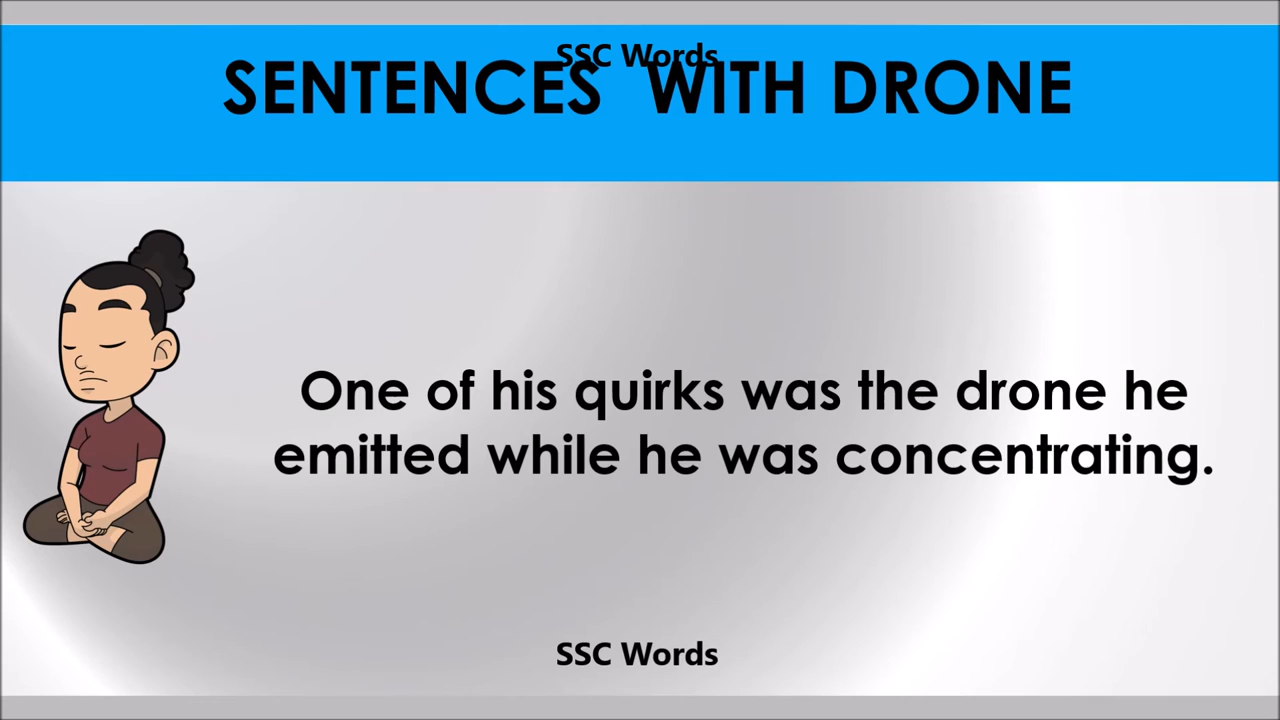 SSC Words
SENTENCES WITH DRONE
One of his quirks was the drone he
emitted while he was concentrating.
SSC Words